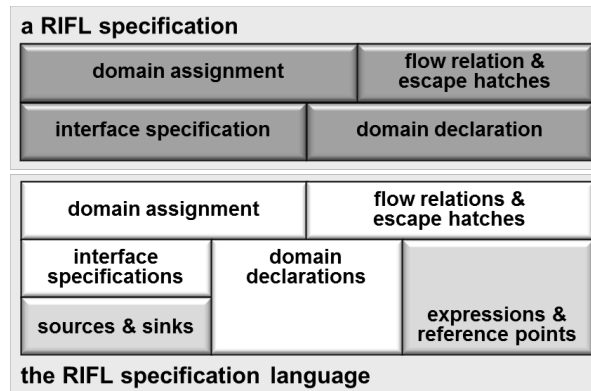 a RIFL specification
domain assignment
flow relation &
escape hatches
interface specification
domain declaration
domain assignment
flow relations &
escape hatches
interface
specifications
domain
declarations
sources & sinks
expressions &
reference points
the RIFL specification language